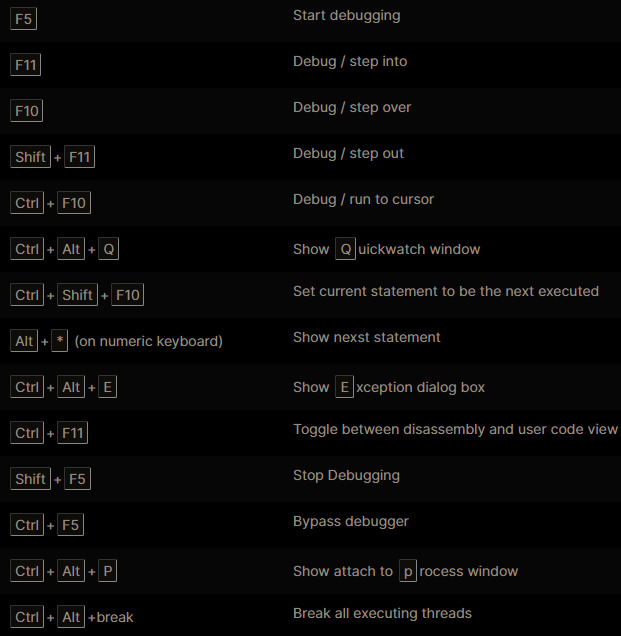 F5 Start debugging
F11 Debug / step into
F10 Debug / step over
Shift + F11 Debug / step out
Ctrl + F10 Debug / run to cursor
Ctrl + Alt + Q Show Quickwatch window
Ctrl + Shift + F10 Set current statement to be the next executed
Alt + * (on numeric keyboard) Show nexst statement
Ctrl + Alt + E Show Exception dialog box
Ctrl + F11 Toggle between disassembly and user code view
Shift + F5 Stop Debugging
Ctrl + F5 Bypass debugger
Ctrl + Alt + P Show attach to process window
Ctrl + Alt +break Break all executing threads